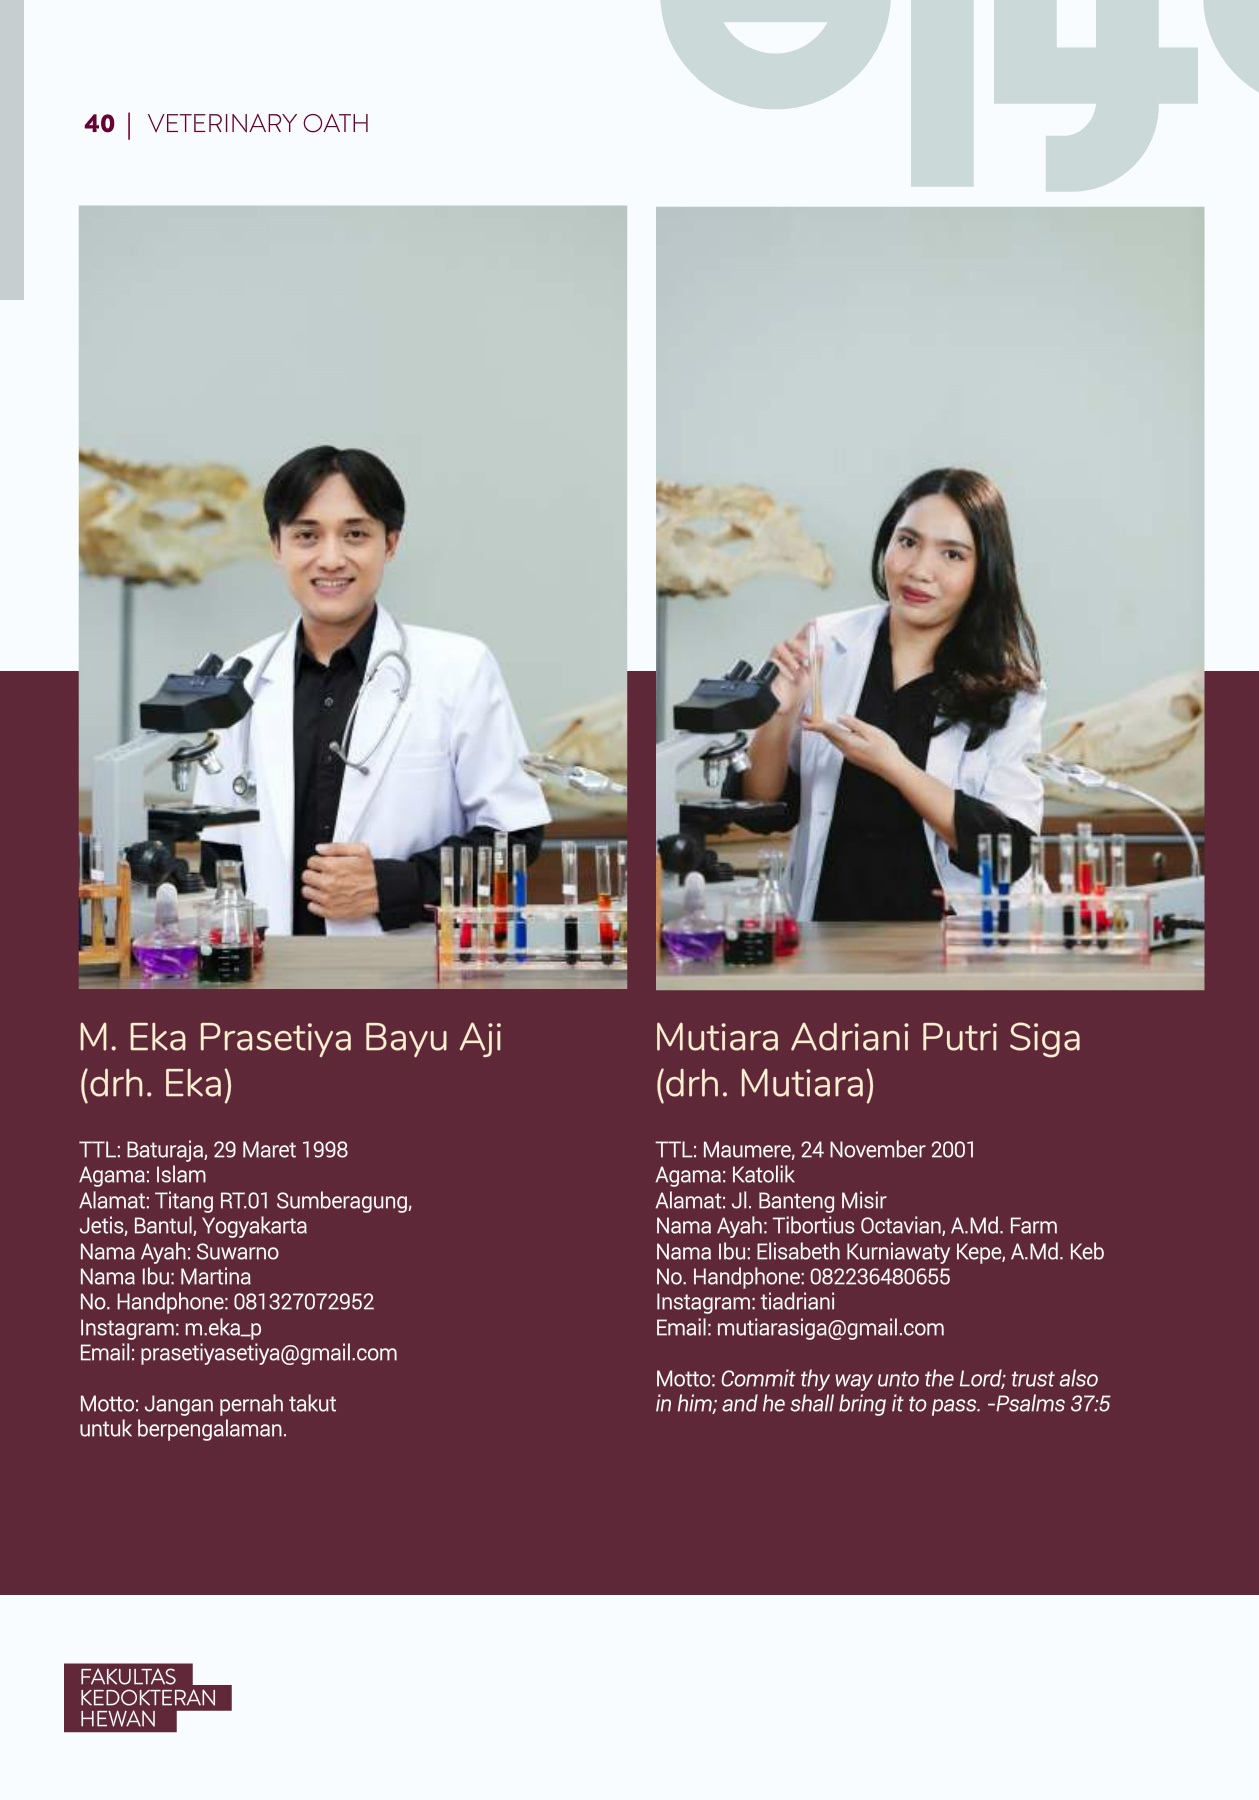 40 | VETERINARY OATH
M. Eka Prasetiya Bayu Aji
(drh. Eka)
TTL: Baturaja, 29 Maret 1998
Agama: Islam
Alamat: Titang RT.01 Sumberagung,
Jetis, Bantul, Yogyakarta
Nama Ayah: Suwarno
Nama Ibu: Martina
No. Handphone: 081327072952
Instagram: m.eka_p
Email: prasetiyasetiya@gmail.com
Motto: Jangan pernah takut
untuk berpengalaman.
Mutiara Adriani Putri Siga
(drh. Mutiara)
TTL: Maumere, 24 November 2001
Agama: Katolik
Alamat: Jl. Banteng Misir
Nama Ayah: Tibortius Octavian, A.Md. Farm
Nama Ibu: Elisabeth Kurniawaty Kepe, A.Md. Keb
No. Handphone: 082236480655
Instagram: tiadriani
Email: mutiarasiga@gmail.com
Motto: Commit thy way unto the Lord; trust also
in him; and he shall bring it to pass. -Psalms 37:5
FAKULTAS
KEDOKTERAN
HEWAN